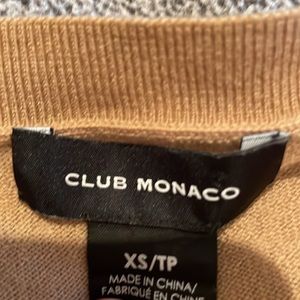 CLUB MONACO
XS/TP
MADE IN CHINA/
FABRIQUÉ EN CHINE